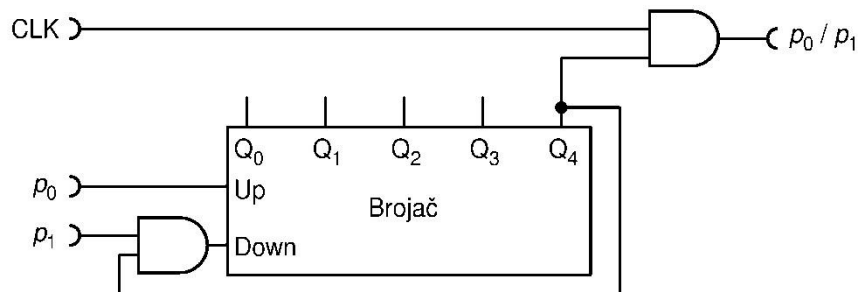 CLK
p₀ / p₁
Q₀ Q₁ Q₂ Q₃ Q₄
p₀
Up
Brojač
p₁
Down